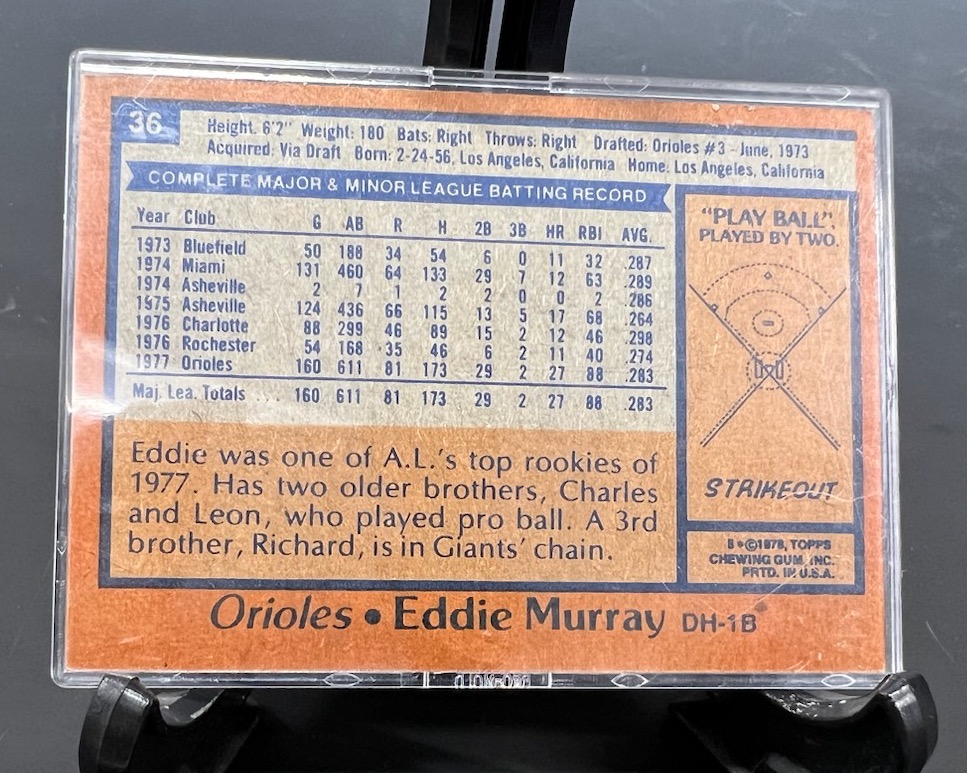 36
Height. 6'2" Weight: 180 Bats: Right Throws: Right Drafted: Orioles #3 - June, 1973
Acquired: Via Draft Born: 2-24-56, Los Angeles, California Home: Los Angeles, California
COMPLETE MAJOR & MINOR LEAGUE BATTING RECORD
Year Club G AB R H 2B 3B HR RBI AVG.
1973 Bluefield 50 188 34 54 6 0 11 32 .287
1974 Miami 131 460 64 133 29 7 12 63 .289
1974 Asheville 2 7 1 2 2 0 0 2 .286
1975 Asheville 124 436 66 115 13 5 17 68 .264
1976 Charlotte 88 299 46 89 15 2 12 46 .298
1976 Rochester 54 168 35 46 6 2 11 40 .274
1977 Orioles 160 611 81 173 29 2 27 88 .283
Maj. Lea. Totals .... 160 611 81 173 29 2 27 88 .283
Eddie was one of A.L.'s top rookies of
1977. Has two older brothers, Charles
and Leon, who played pro ball. A 3rd
brother, Richard, is in Giants' chain.
"PLAY BALL",
PLAYED BY TWO.
STRIKEOUT
B*©1978, TOPPS
CHEWING GUM, INC.
PRTD. IN U.S.A.
Orioles • Eddie Murray DH-1B